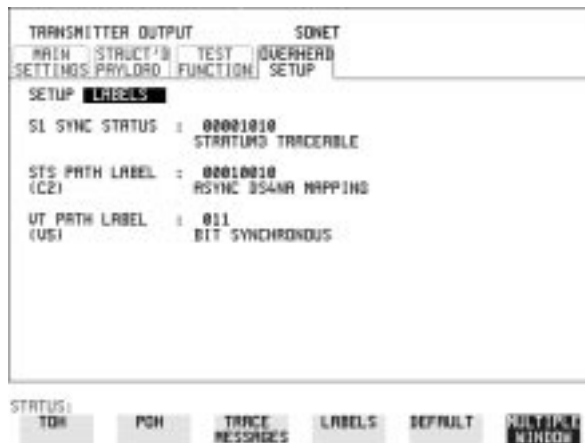 TRANSMITTER OUTPUT SONET
MAIN STRUCT'D TEST OVERHEAD
SETTINGS PAYLOAD FUNCTION SETUP
SETUP LABELS
S1 SYNC STATUS : 00001010
STRATUM3 TRACEABLE
STS PATH LABEL : 00010010
(C2) ASYNC DS4NA MAPPING
VT PATH LABEL : 011
(V5) BIT SYNCHRONOUS
STATUS:
TOH POH TRACE LABELS DEFAULT MULTIPLE
MESSAGES WINDOW